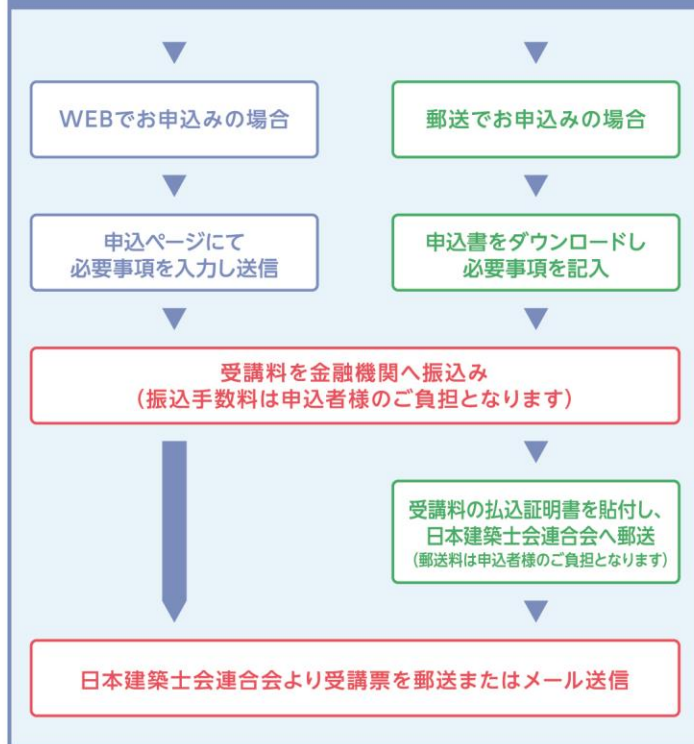 WEBでお申込みの場合
郵送でお申込みの場合
申込ページにて
必要事項を入力し送信
申込書をダウンロードし
必要事項を記入
受講料を金融機関へ振込み
(振込手数料は申込者様のご負担となります)
受講料の払込証明書を貼付し、
日本建築士会連合会へ郵送
(郵送料は申込者様のご負担となります)
日本建築士会連合会より受講票を郵送またはメール送信